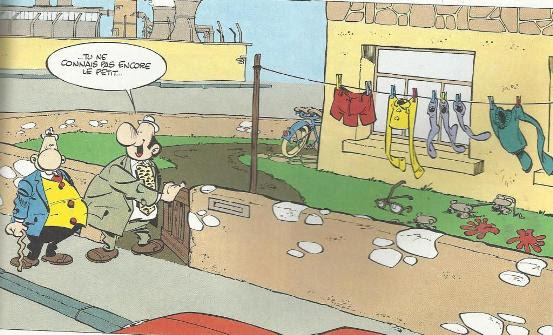 ...TU NE
CONNAIS PAS ENCORE
LE PETIT...